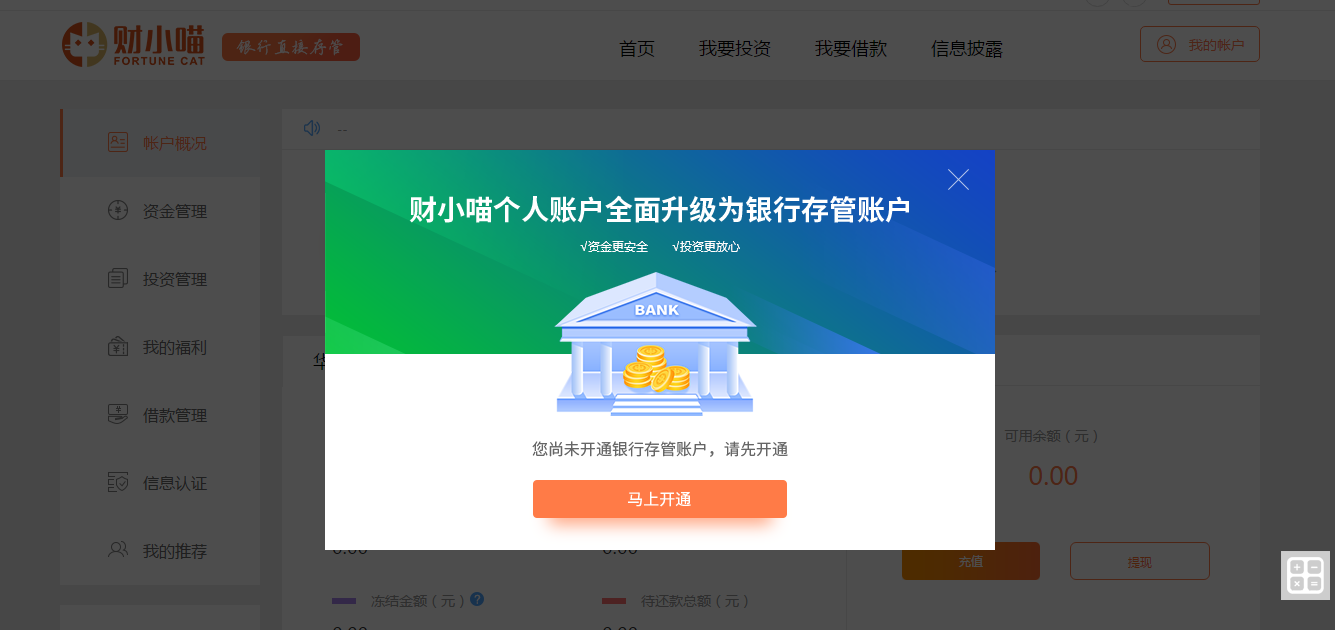 财小喵
FORTUNE CAT
银行直接存管
首页
我要投资
我要借款
信息披露
我的帐户
帐户概况
资金管理
投资管理
我的福利
借款管理
信息认证
我的推荐
--
财小喵个人账户全面升级为银行存管账户
√资金更安全
√投资更放心
BANK
您尚未开通银行存管账户，请先开通
马上开通
可用余额（元）
0.00
充值
提现
冻结金额（元）
待还款总额（元）